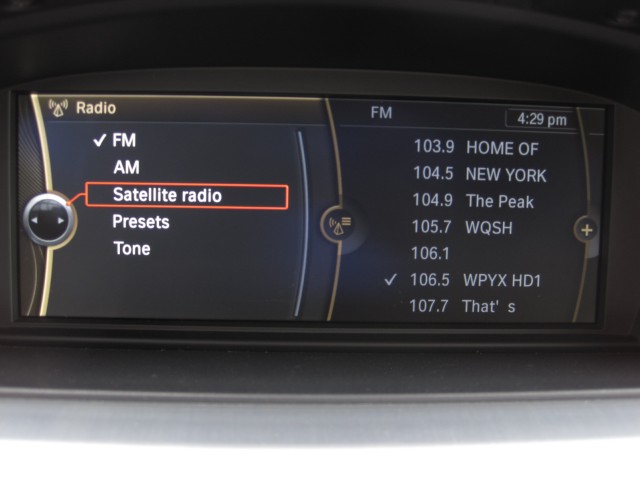 Radio
FM
4:29 pm
✓ FM
AM
Satellite radio
Presets
Tone
103.9 HOME OF
104.5 NEW YORK
104.9 The Peak
105.7 WQSH
106.1
✓ 106.5 WPYX HD1
107.7 That' s